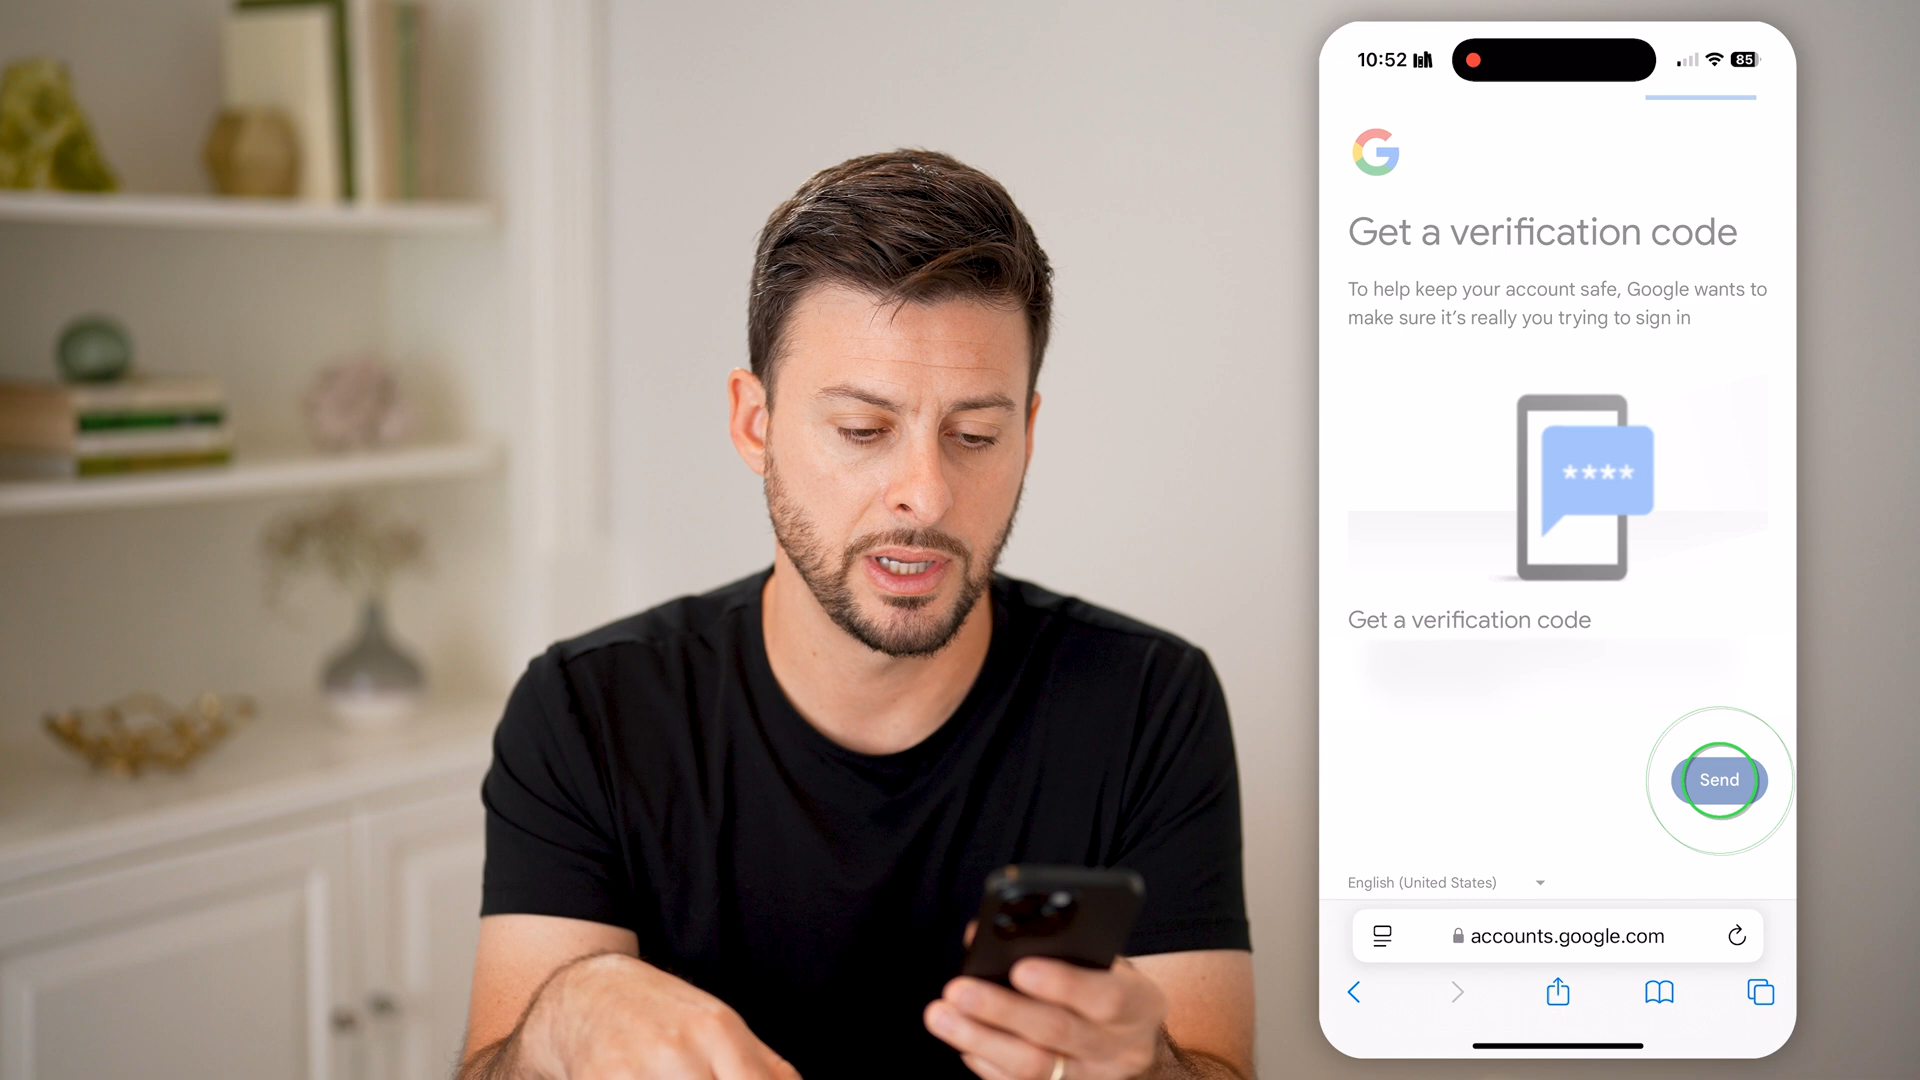 10:52
85
Get a verification code
To help keep your account safe, Google wants to
make sure it's really you trying to sign in
****
Get a verification code
Send
English (United States)
accounts.google.com